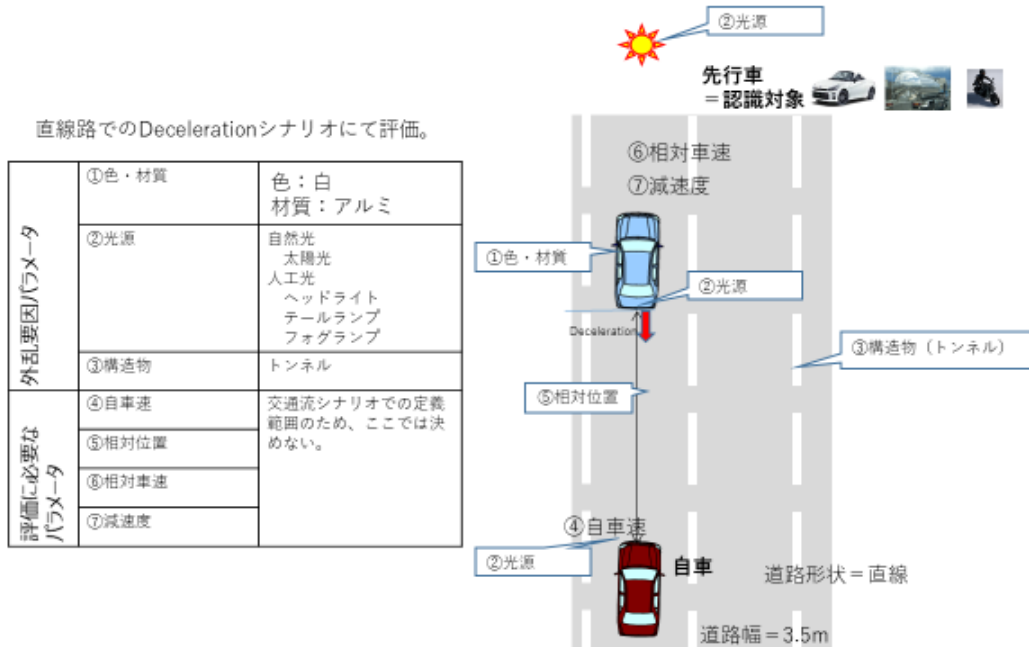 直線路でのDecelerationシナリオにて評価。
外乱要因パラメータ
①色・材質
色：白
材質：アルミ
②光源
自然光
太陽光
人工光
ヘッドライト
テールランプ
フォグランプ
③構造物
トンネル
評価に必要な
パラメータ
④自車速
交通流シナリオでの定義
範囲のため、ここでは決
めない。
⑤相対位置
⑥相対車速
⑦減速度
②光源
先行車
＝認識対象
⑥相対車速
⑦減速度
①色・材質
②光源
Deceleration
③構造物（トンネル）
⑤相対位置
④自車速
②光源
自車
道路形状＝直線
道路幅＝3.5m